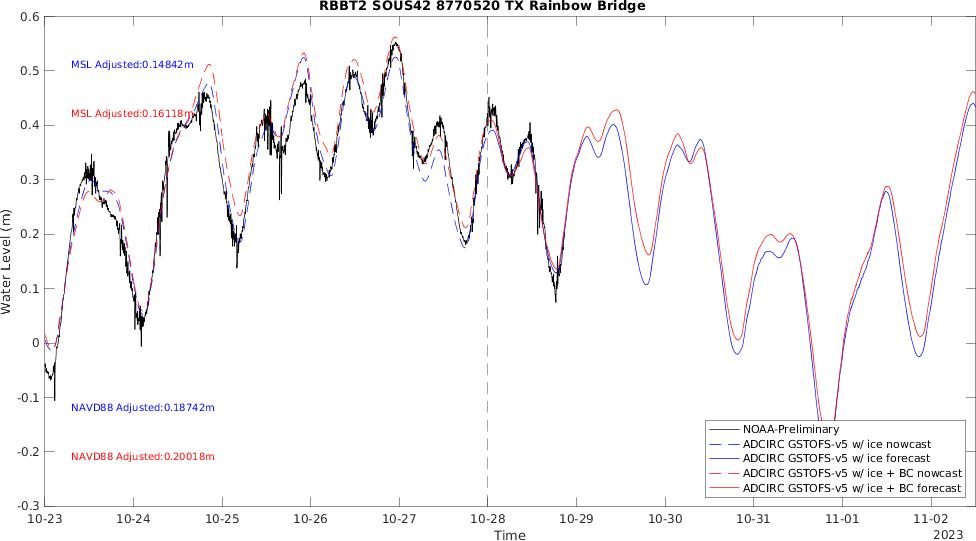 RBBT2 SOUS42 8770520 TX Rainbow Bridge
0.6
0.5
0.4
0.3
0.2
0.1
0
-0.1
-0.2
-0.3
Water Level (m)
MSL Adjusted:0.14842m
MSL Adjusted:0.16118m
NAVD88 Adjusted:0.18742m
NAVD88 Adjusted:0.20018m
NOAA-Preliminary
ADCIRC GSTOFS-v5 w/ ice nowcast
ADCIRC GSTOFS-v5 w/ ice forecast
ADCIRC GSTOFS-v5 w/ ice + BC nowcast
ADCIRC GSTOFS-v5 w/ ice + BC forecast
10-23 10-24 10-25 10-26 10-27 10-28 10-29 10-30 10-31 11-01 11-02
Time
2023